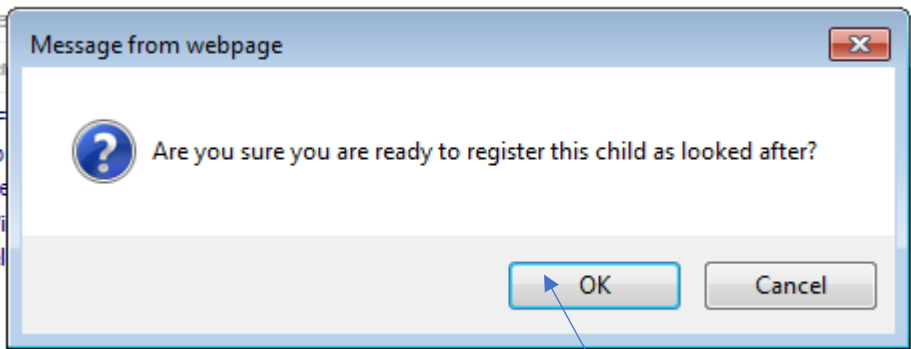 Message from webpage
Are you sure you are ready to register this child as looked after?
OK
Cancel